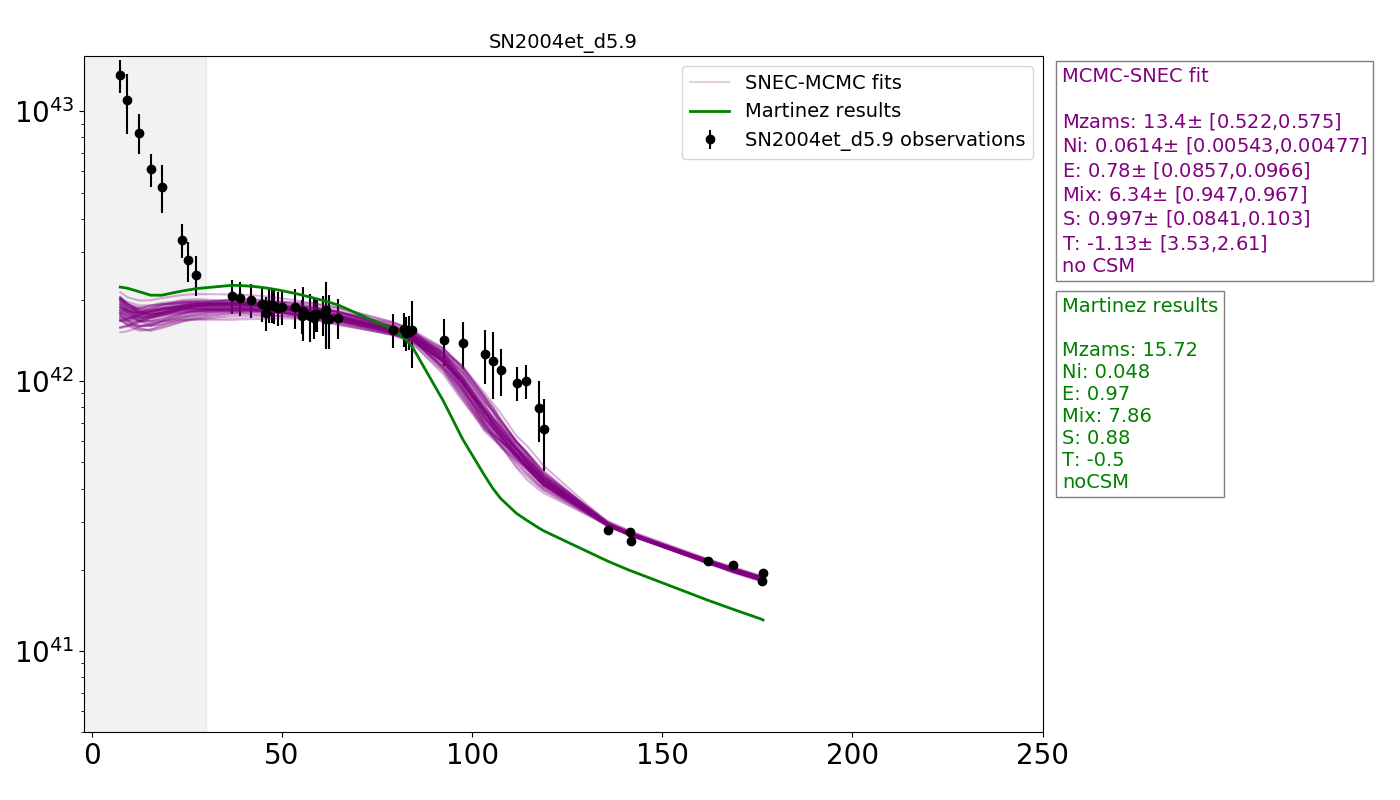 SN2004et_d5.9
SNEC-MCMC fits
Martinez results
SN2004et_d5.9 observations
10^43
10^42
10^41
0 50 100 150 200 250
MCMC-SNEC fit
Mzams: 13.4± [0.522,0.575]
Ni: 0.0614± [0.00543,0.00477]
E: 0.78± [0.0857,0.0966]
Mix: 6.34± [0.947,0.967]
S: 0.997± [0.0841,0.103]
T: -1.13± [3.53,2.61]
no CSM
Martinez results
Mzams: 15.72
Ni: 0.048
E: 0.97
Mix: 7.86
S: 0.88
T: -0.5
noCSM